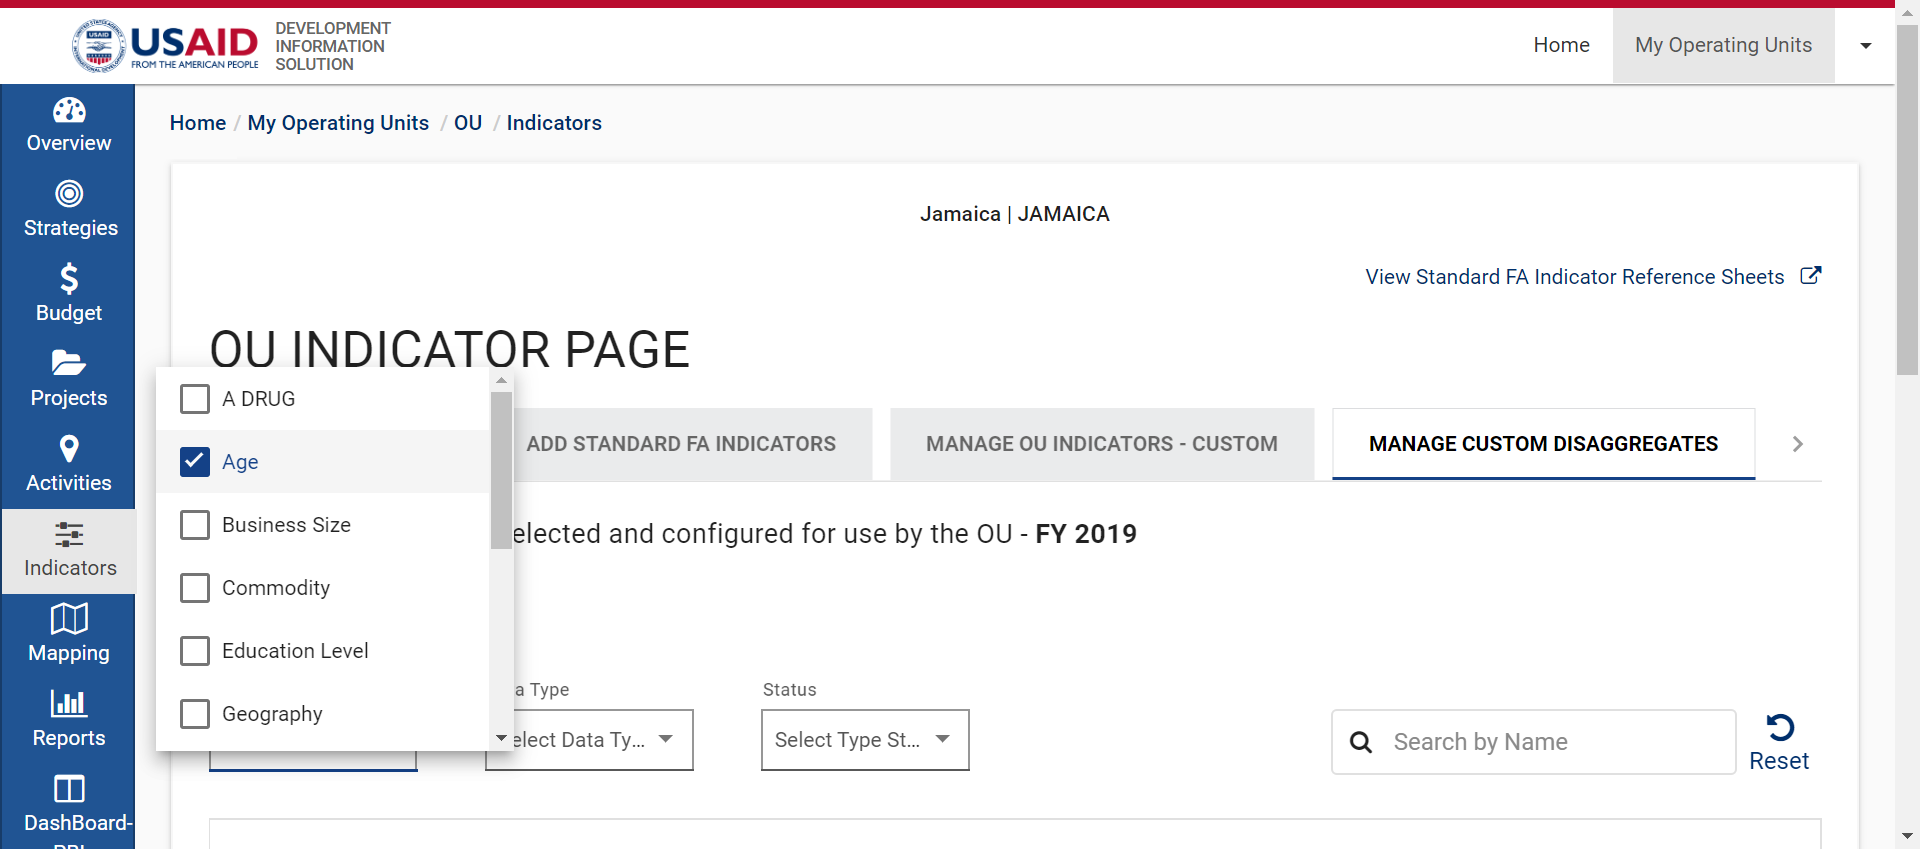 USAID
FROM THE AMERICAN PEOPLE
DEVELOPMENT
INFORMATION
SOLUTION
Home
My Operating Units
Overview
Strategies
Budget
Projects
Activities
Indicators
Mapping
Reports
DashBoard-
Home / My Operating Units / OU / Indicators
Jamaica | JAMAICA
View Standard FA Indicator Reference Sheets
OU INDICATOR PAGE
ADD STANDARD FA INDICATORS
MANAGE OU INDICATORS - CUSTOM
MANAGE CUSTOM DISAGGREGATES
elected and configured for use by the OU - FY 2019
A DRUG
Age
Business Size
Commodity
Education Level
Geography
a Type
elect Data Ty...
Status
Select Type St...
Search by Name
Reset